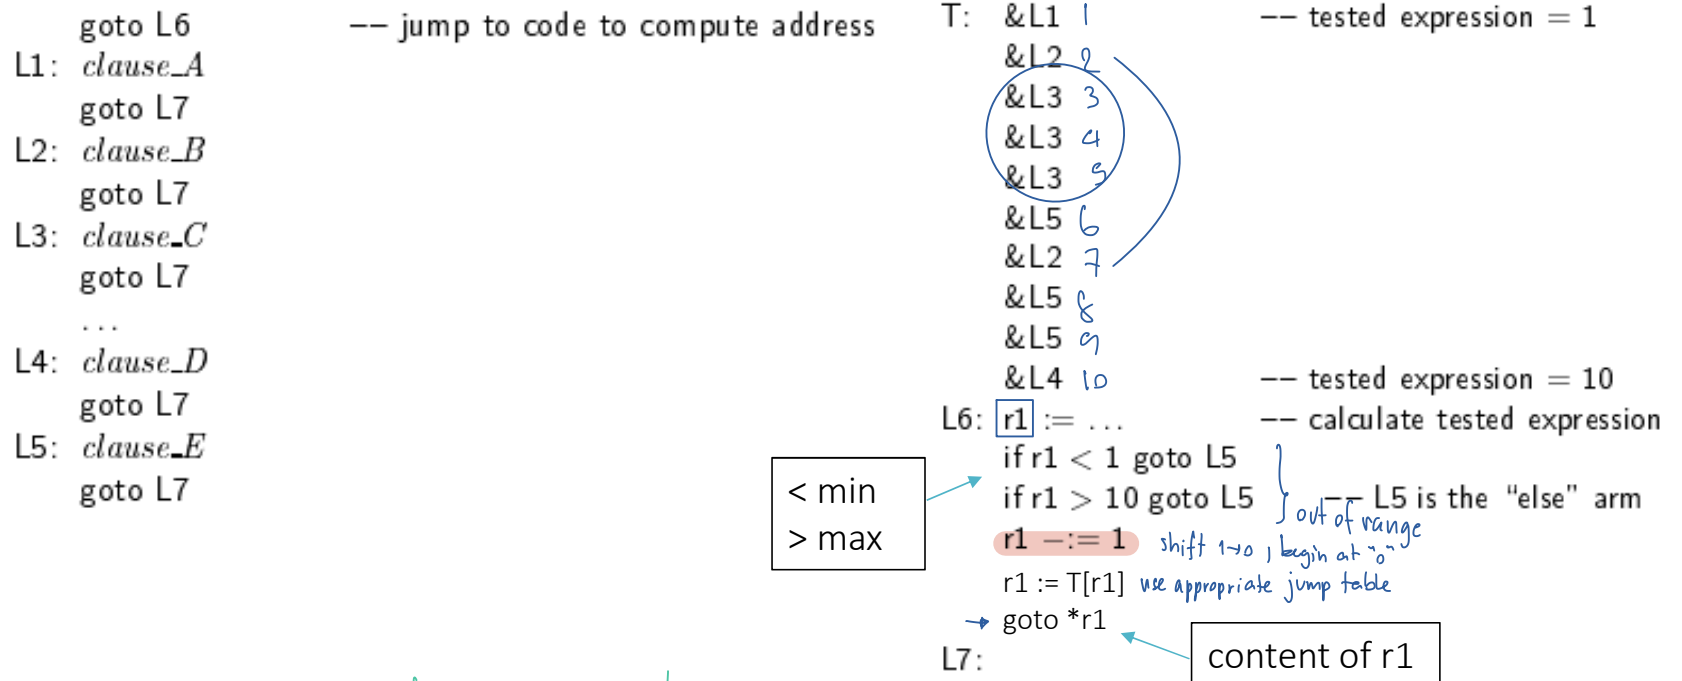 goto L6 –– jump to code to compute address
L1: clause_A
goto L7
L2: clause_B
goto L7
L3: clause_C
goto L7
...
L4: clause_D
goto L7
L5: clause_E
goto L7
T: &L1 1 –– tested expression = 1
&L2 2
&L3 3
&L3 4
&L3 5
&L5 6
&L2 7
&L5 8
&L5 9
&L4 10 –– tested expression = 10
L6: r1 := ... –– calculate tested expression
if r1 < 1 goto L5
if r1 > 10 goto L5 –– L5 is the “else” arm
out of range
< min
> max
r1 –:= 1 shift 1→0, begin at "0"
r1 := T[r1] use appropriate jump table
→ goto *r1
content of r1
L7: